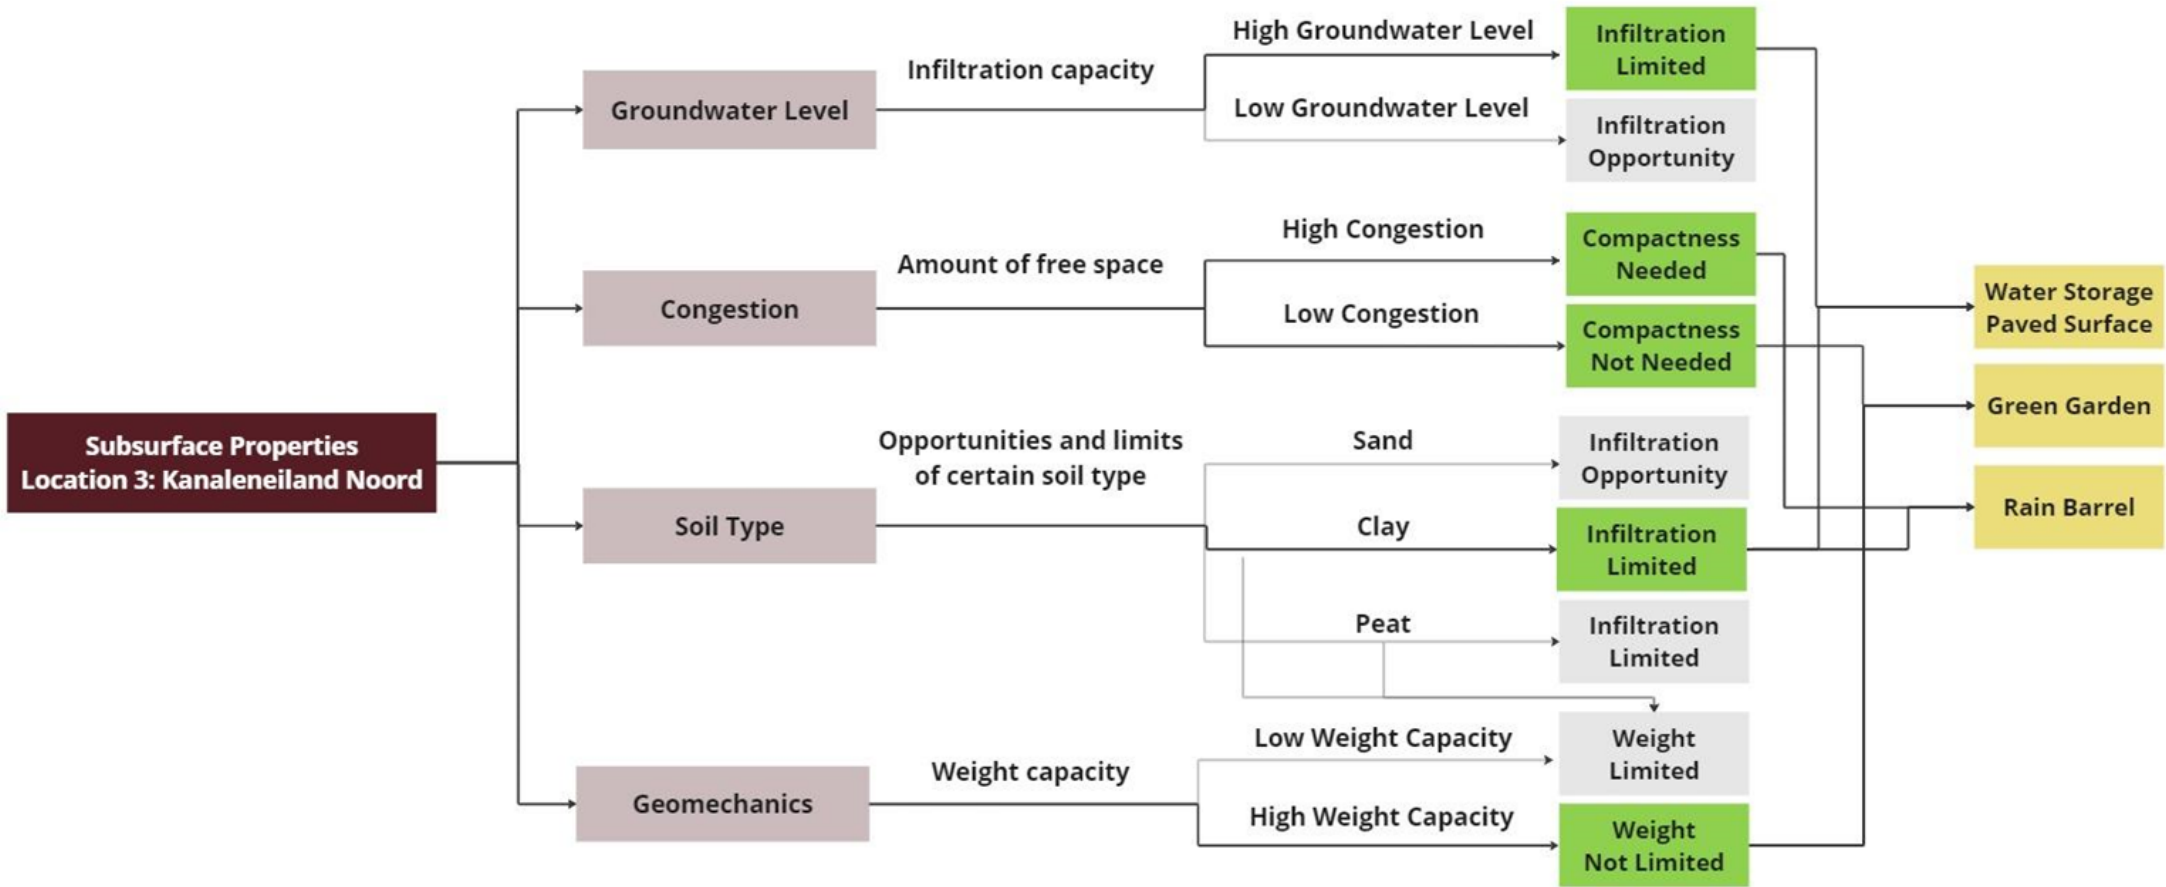 Subsurface Properties
Location 3: Kanaleneiland Noord
Groundwater Level
Infiltration capacity
High Groundwater Level
Infiltration
Limited
Low Groundwater Level
Infiltration
Opportunity
Congestion
Amount of free space
High Congestion
Compactness
Needed
Low Congestion
Compactness
Not Needed
Soil Type
Opportunities and limits
of certain soil type
Sand
Infiltration
Opportunity
Clay
Infiltration
Limited
Peat
Infiltration
Limited
Geomechanics
Weight capacity
Low Weight Capacity
Weight
Limited
High Weight Capacity
Weight
Not Limited
Water Storage
Paved Surface
Green Garden
Rain Barrel